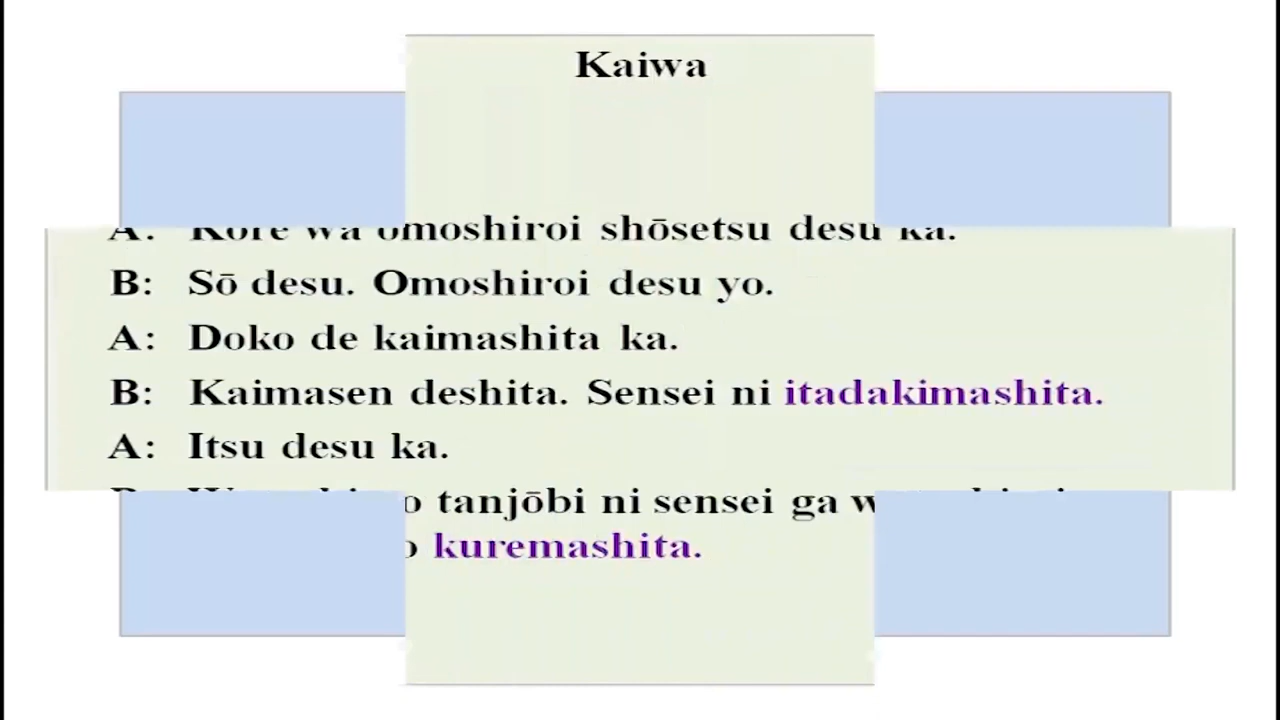 Kaiwa
A: Kore wa omoshiroi shōsetsu desu ka.
B: Sō desu. Omoshiroi desu yo.
A: Doko de kaimashita ka.
B: Kaimasen deshita. Sensei ni itadakimashita.
A: Itsu desu ka.
tanjōbi ni sensei ga
kuremashita.